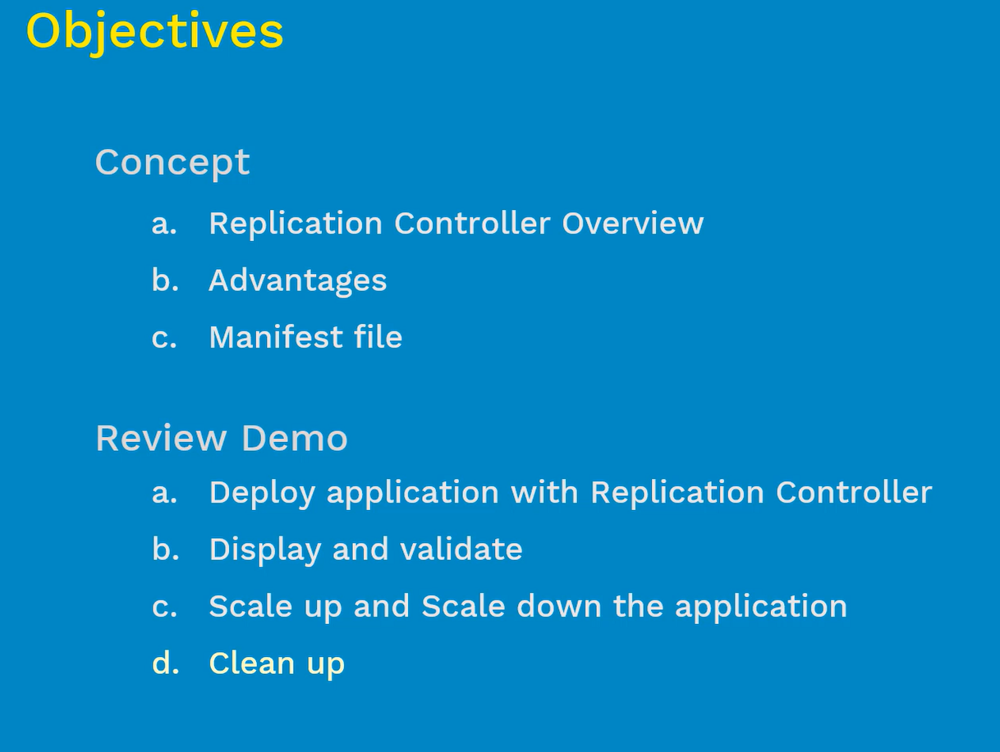 Objectives
Concept
a. Replication Controller Overview
b. Advantages
c. Manifest file
Review Demo
a. Deploy application with Replication Controller
b. Display and validate
c. Scale up and Scale down the application
d. Clean up